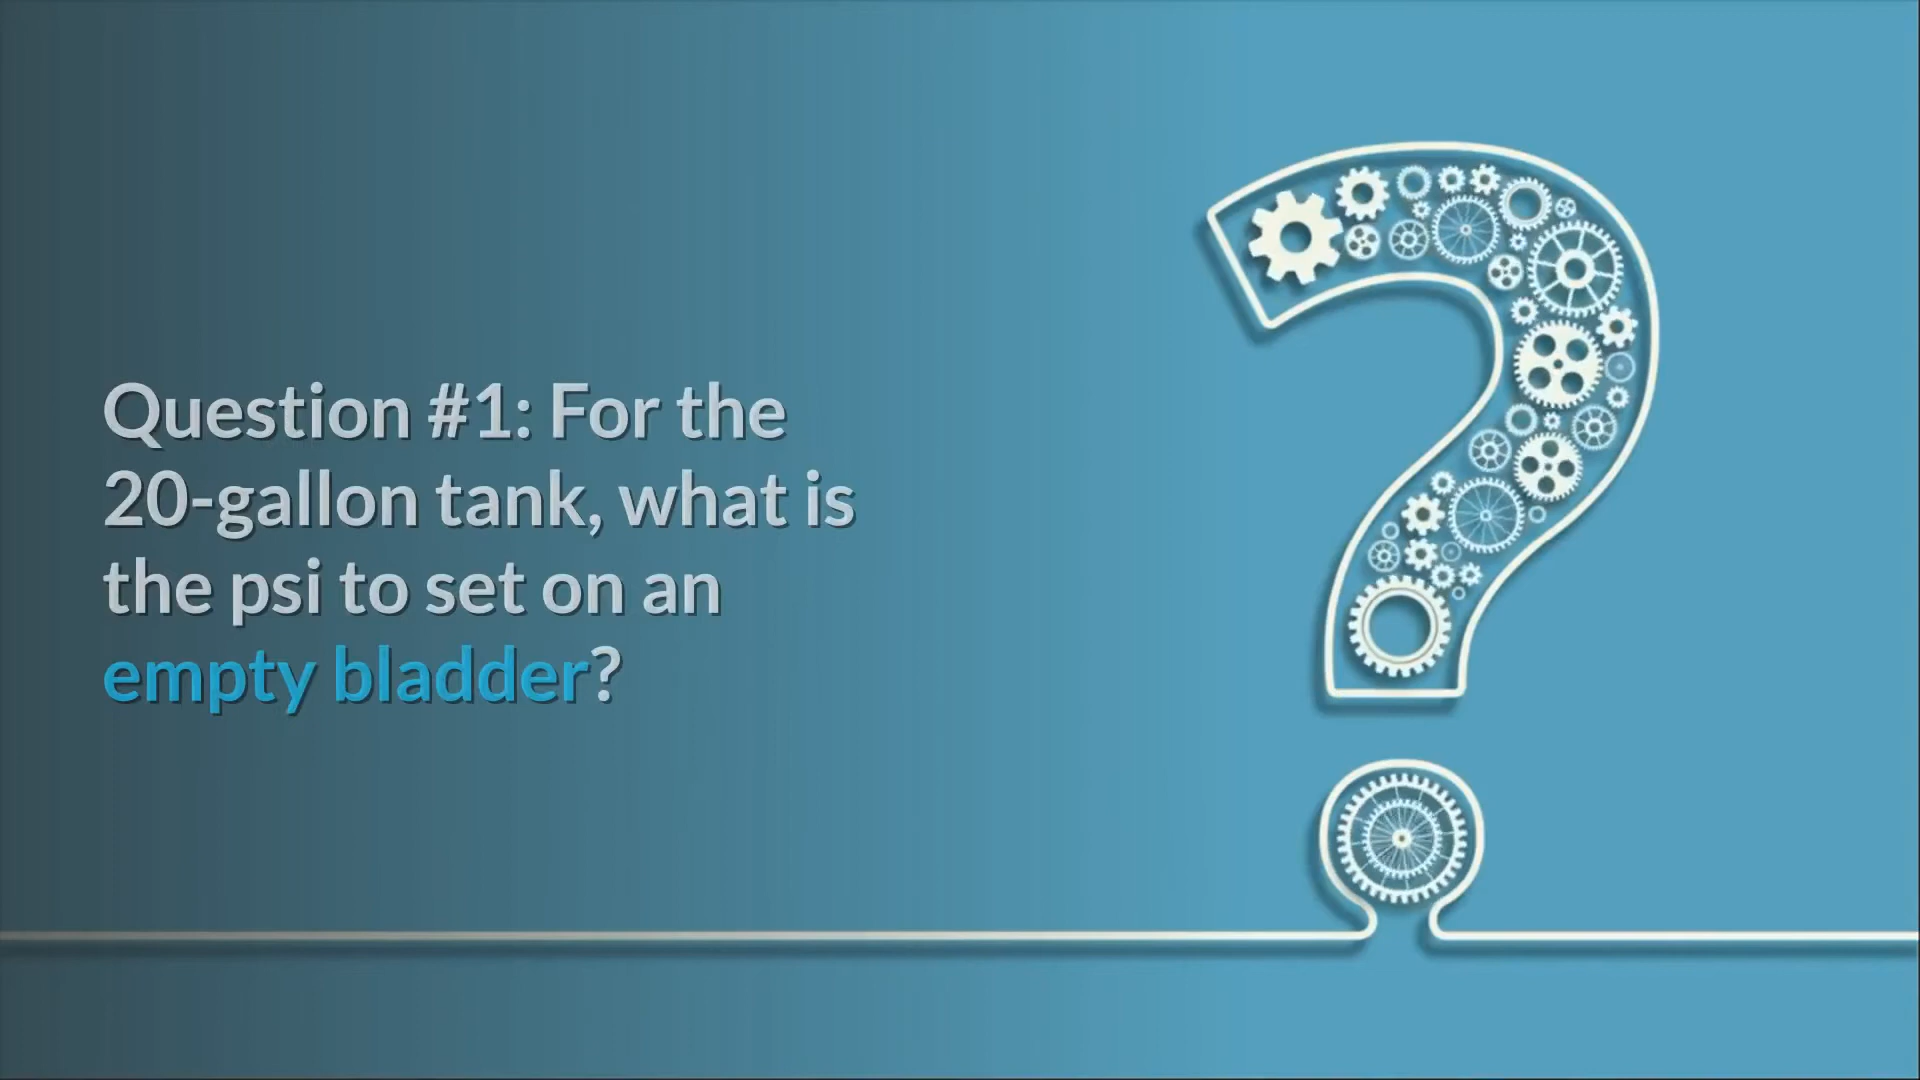 Question #1: For the
20-gallon tank, what is
the psi to set on an
empty bladder?